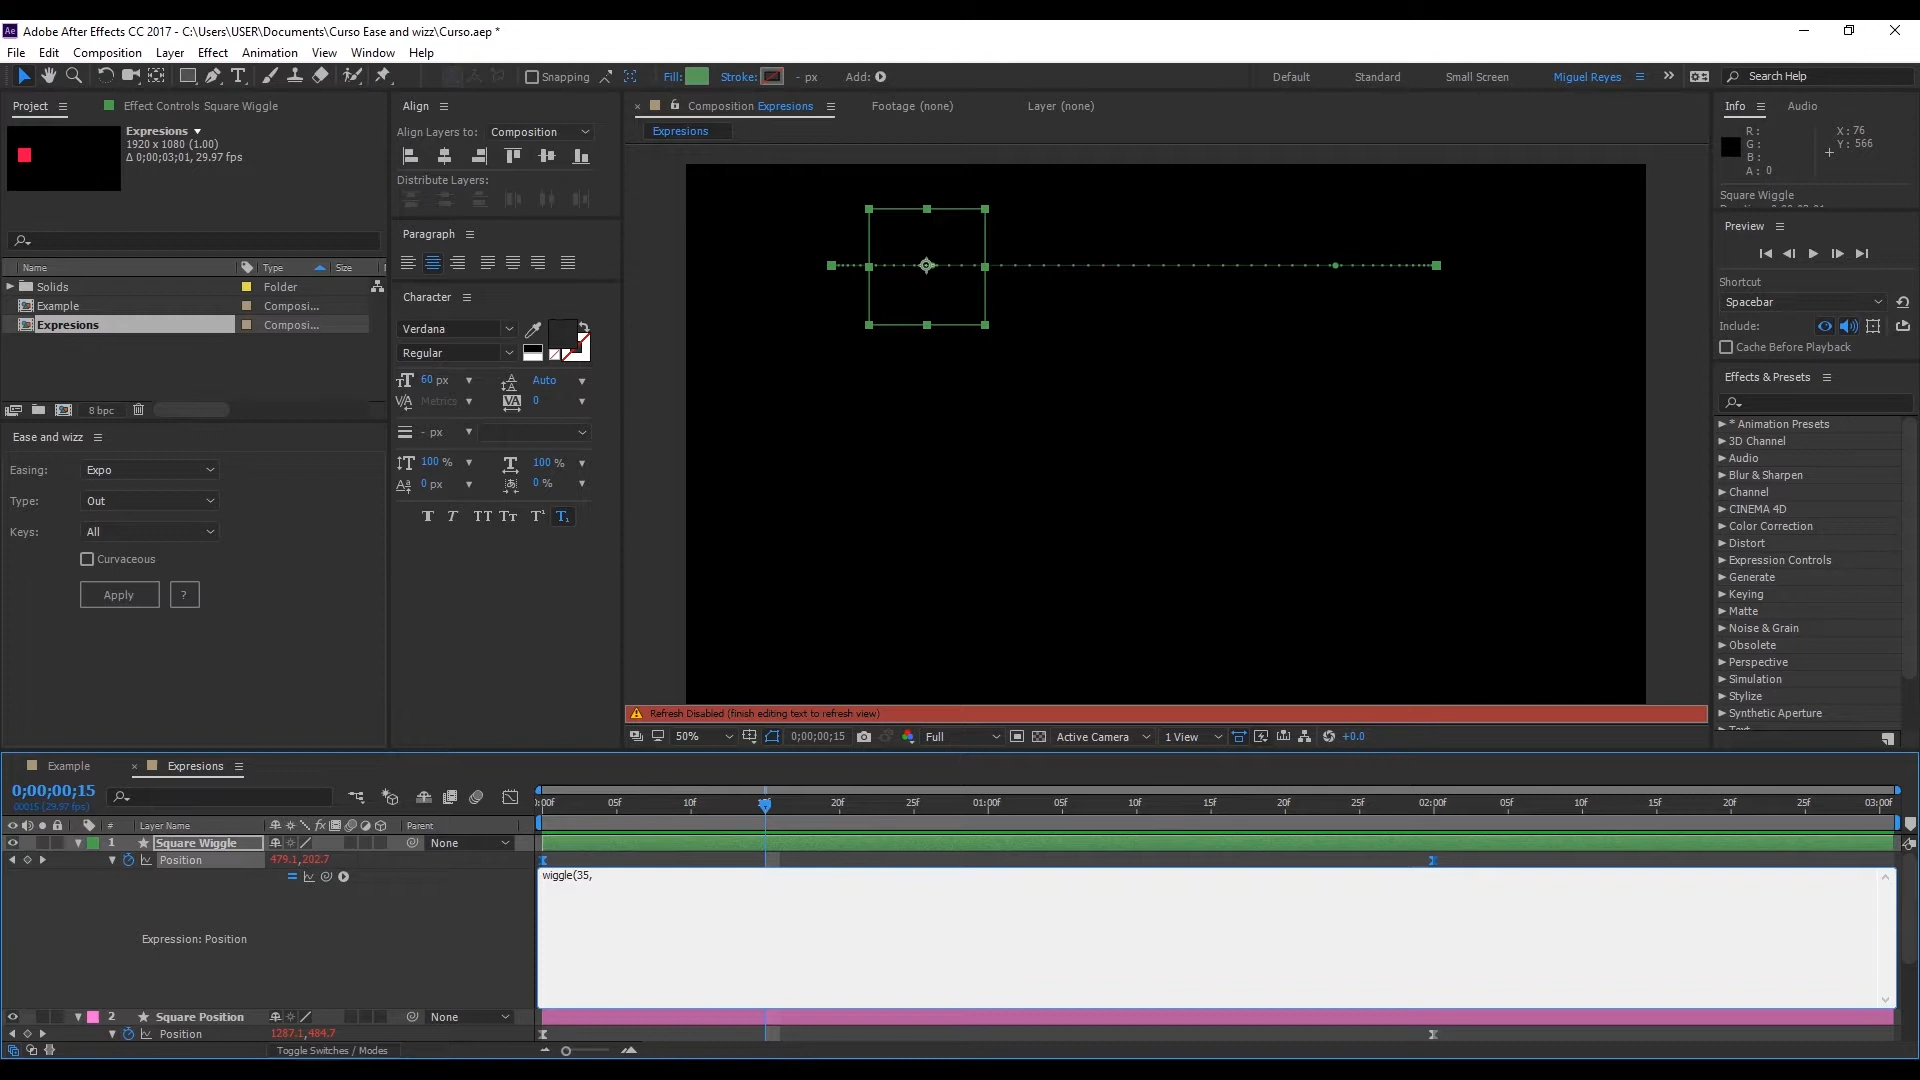 Adobe After Effects CC 2017 - C:\Users\USER\Documents\Curso Ease and wizz\Curso.aep *
File Edit Composition Layer Effect Animation View Window Help
Snapping Fill: Stroke: - px Add: Default Standard Small Screen Miguel Reyes Search Help
Project Effect Controls Square Wiggle
Expresions
1920 x 1080 (1.00)
Δ 0;00;03;01, 29.97 fps
Name Type Size
Solids Folder
Example Composi...
Expresions Composi...
8 bpc
Ease and wizz
Easing: Expo
Type: Out
Keys: All
Curvaceous
Apply ?
Align
Align Layers to: Composition
Distribute Layers:
Paragraph
Character
Verdana
Regular
60 px Auto
Metrics 0
- px
100 % 100 %
0 px 0 %
Composition Expresions Footage (none) Layer (none)
Expresions
Refresh Disabled (finish editing text to refresh view)
50% 0;00;00;15 Full Active Camera 1 View +0.0
Info Audio
R: X: 76
G: Y: 566
B:
A: 0
Square Wiggle
Preview
Shortcut
Spacebar
Include:
Cache Before Playback
Effects & Presets
* Animation Presets
3D Channel
Audio
Blur & Sharpen
Channel
CINEMA 4D
Color Correction
Distort
Expression Controls
Generate
Keying
Matte
Noise & Grain
Obsolete
Perspective
Simulation
Stylize
Synthetic Aperture
Example Expresions
0;00;00;15
00015 (29.97 fps)
:00f 05f 10f 20f 25f 01:00f 05f 10f 15f 20f 25f 02:00f 05f 10f 15f 20f 25f 03:00f
# Layer Name Parent
1 Square Wiggle None
Position 479.1,202.7
wiggle(35,
Expression: Position
2 Square Position None
Position 1287.1,484.7
Toggle Switches / Modes